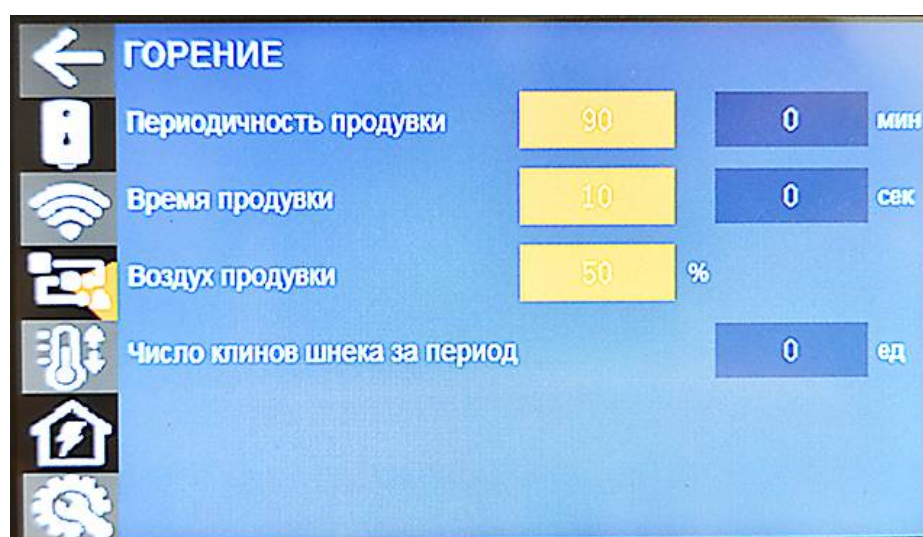 ГОРЕНИЕ
Периодичность продувки 90 0 мин
Время продувки 10 0 сек
Воздух продувки 50 %
Число клинов шнека за период 0 ед